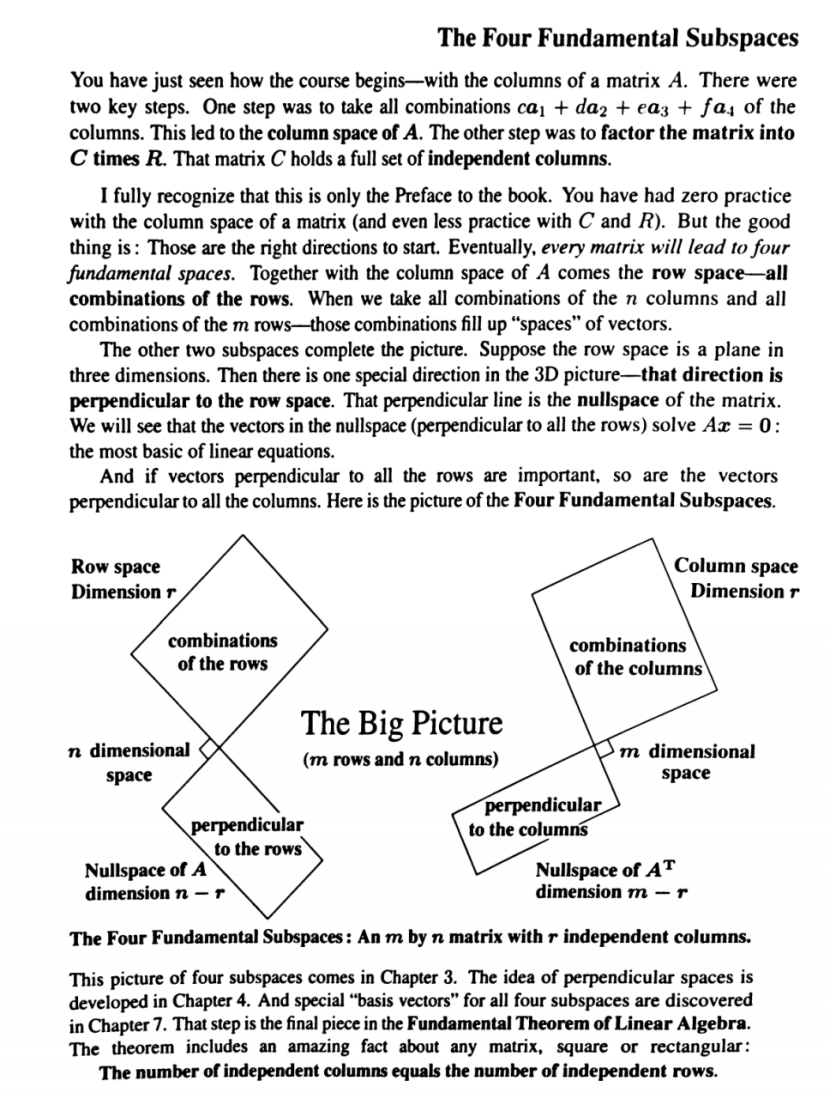 The Four Fundamental Subspaces
You have just seen how the course begins—with the columns of a matrix A. There were
two key steps. One step was to take all combinations ca₁ + da₂ + ea₃ + fa₄ of the
columns. This led to the column space of A. The other step was to factor the matrix into
C times R. That matrix C holds a full set of independent columns.
I fully recognize that this is only the Preface to the book. You have had zero practice
with the column space of a matrix (and even less practice with C and R). But the good
thing is: Those are the right directions to start. Eventually, every matrix will lead to four
fundamental spaces. Together with the column space of A comes the row space—all
combinations of the rows. When we take all combinations of the n columns and all
combinations of the m rows—those combinations fill up “spaces” of vectors.
The other two subspaces complete the picture. Suppose the row space is a plane in
three dimensions. Then there is one special direction in the 3D picture—that direction is
perpendicular to the row space. That perpendicular line is the nullspace of the matrix.
We will see that the vectors in the nullspace (perpendicular to all the rows) solve Ax = 0:
the most basic of linear equations.
And if vectors perpendicular to all the rows are important, so are the vectors
perpendicular to all the columns. Here is the picture of the Four Fundamental Subspaces.
Row space
Dimension r
combinations
of the rows
n dimensional
space
perpendicular
to the rows
Nullspace of A
dimension n − r
The Big Picture
(m rows and n columns)
Column space
Dimension r
combinations
of the columns
m dimensional
space
perpendicular
to the columns
Nullspace of Aᵀ
dimension m − r
The Four Fundamental Subspaces: An m by n matrix with r independent columns.
This picture of four subspaces comes in Chapter 3. The idea of perpendicular spaces is
developed in Chapter 4. And special “basis vectors” for all four subspaces are discovered
in Chapter 7. That step is the final piece in the Fundamental Theorem of Linear Algebra.
The theorem includes an amazing fact about any matrix, square or rectangular:
The number of independent columns equals the number of independent rows.